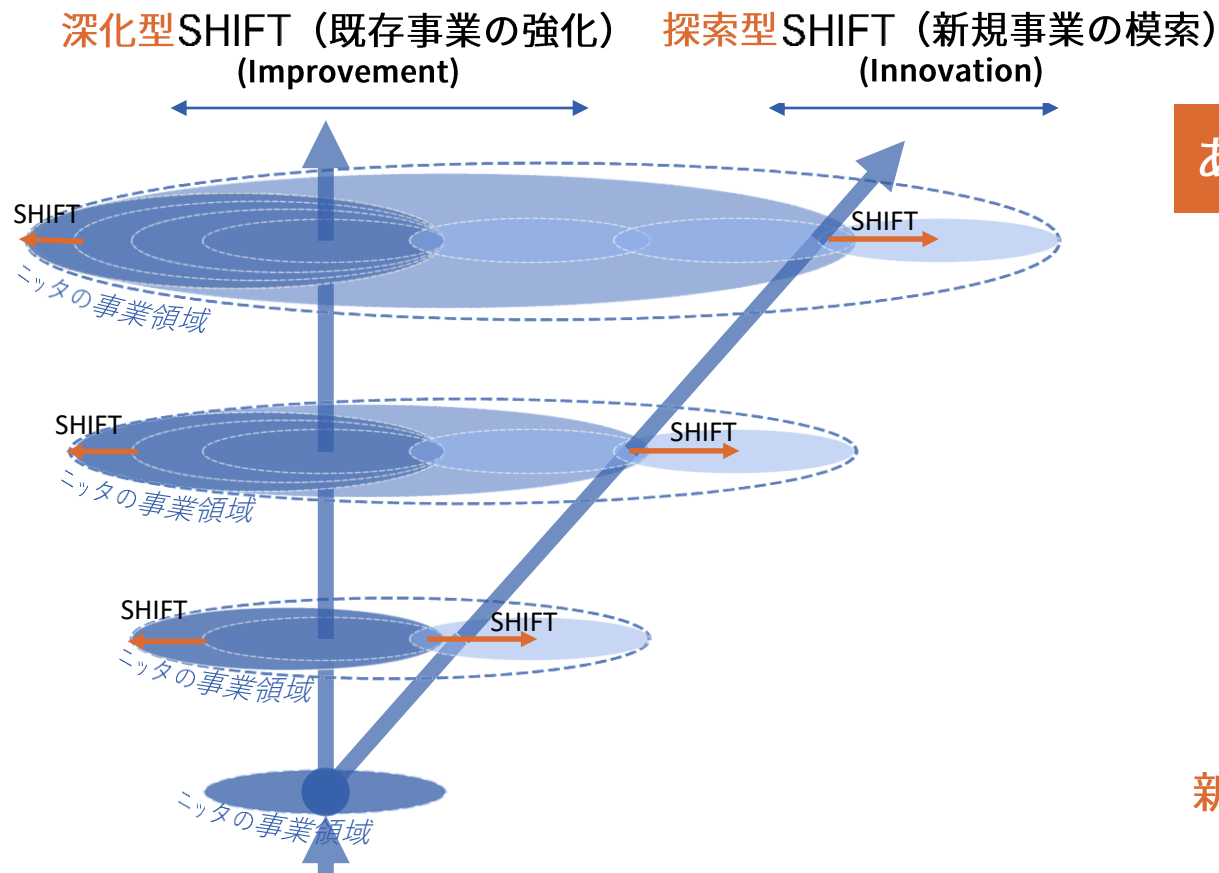 深化型SHIFT（既存事業の強化）
(Improvement)
探索型SHIFT（新規事業の模索）
(Innovation)
あ
SHIFT
SHIFT
ニッタの事業領域
SHIFT
SHIFT
ニッタの事業領域
SHIFT
SHIFT
ニッタの事業領域
新
ニッタの事業領域